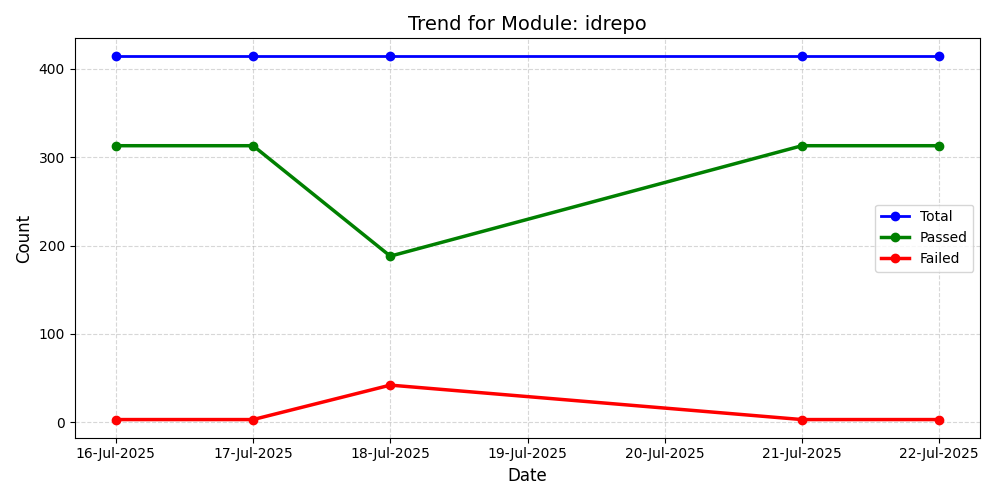 Trend for Module: idrepo
Count
400
300
200
100
0
Total
Passed
Failed
16-Jul-2025
17-Jul-2025
18-Jul-2025
19-Jul-2025
20-Jul-2025
21-Jul-2025
22-Jul-2025
Date